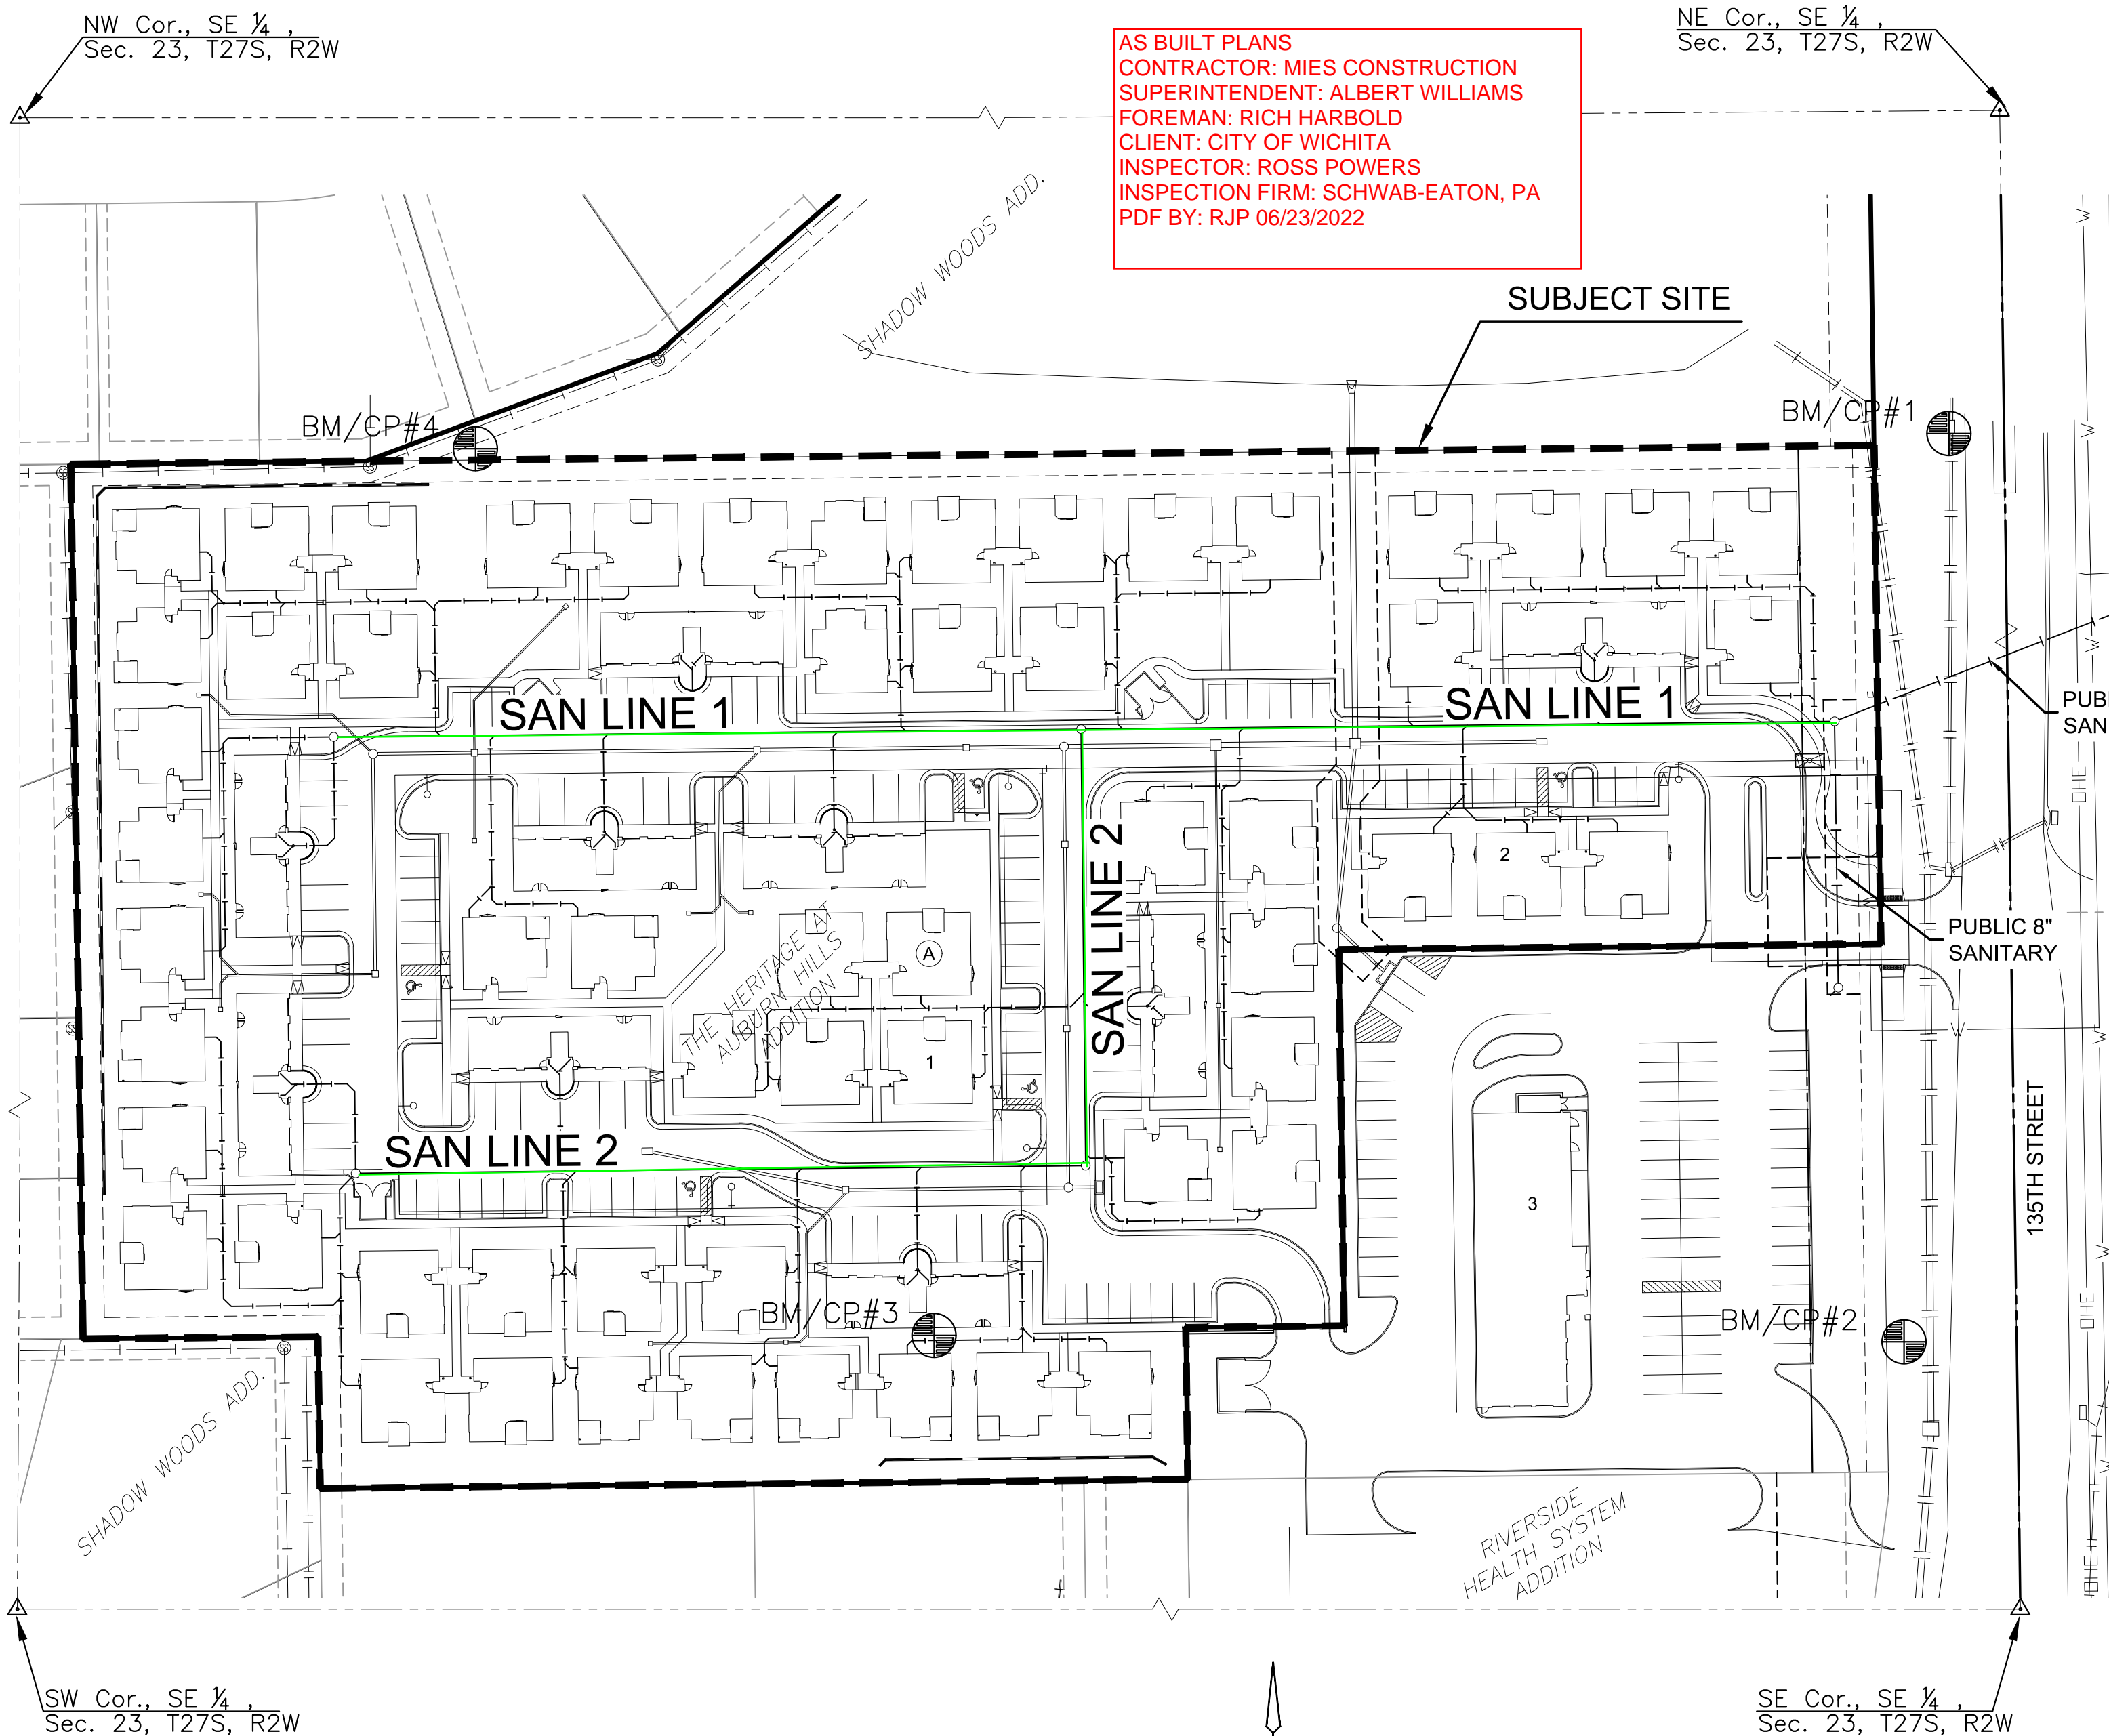 NW Cor., SE ¼ ,
Sec. 23, T27S, R2W
NE Cor., SE ¼ ,
Sec. 23, T27S, R2W
AS BUILT PLANS
CONTRACTOR: MIES CONSTRUCTION
SUPERINTENDENT: ALBERT WILLIAMS
FOREMAN: RICH HARBOLD
CLIENT: CITY OF WICHITA
INSPECTOR: ROSS POWERS
INSPECTION FIRM: SCHWAB-EATON, PA
PDF BY: RJP 06/23/2022
SHADOW WOODS ADD.
SUBJECT SITE
BM/CP#4
BM/CP#1
SAN LINE 1
SAN LINE 1
PUB
SAN
OHE
W
W
W
SAN LINE 2
2
THE HERITAGE AT
AUBURN HILLS
ADDITION
A
1
PUBLIC 8"
SANITARY
W
W
SAN LINE 2
135TH STREET
3
BM/CP#3
BM/CP#2
OHE
W
W
W
SHADOW WOODS ADD.
RIVERSIDE
HEALTH SYSTEM
ADDITION
OHE
SW Cor., SE ¼ ,
Sec. 23, T27S, R2W
SE Cor., SE ¼ ,
Sec. 23, T27S, R2W